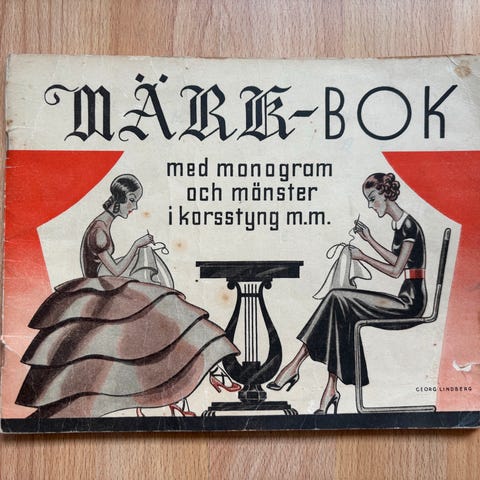 MÄRK-BOK
med monogram
och mönster
i korsstyng m.m.
GEORG LINDBERG